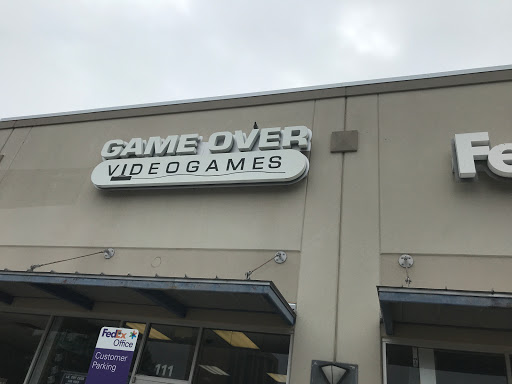 GAME OVER
VIDEOGAMES
Fe
FedEx
Office
Customer
Parking
111